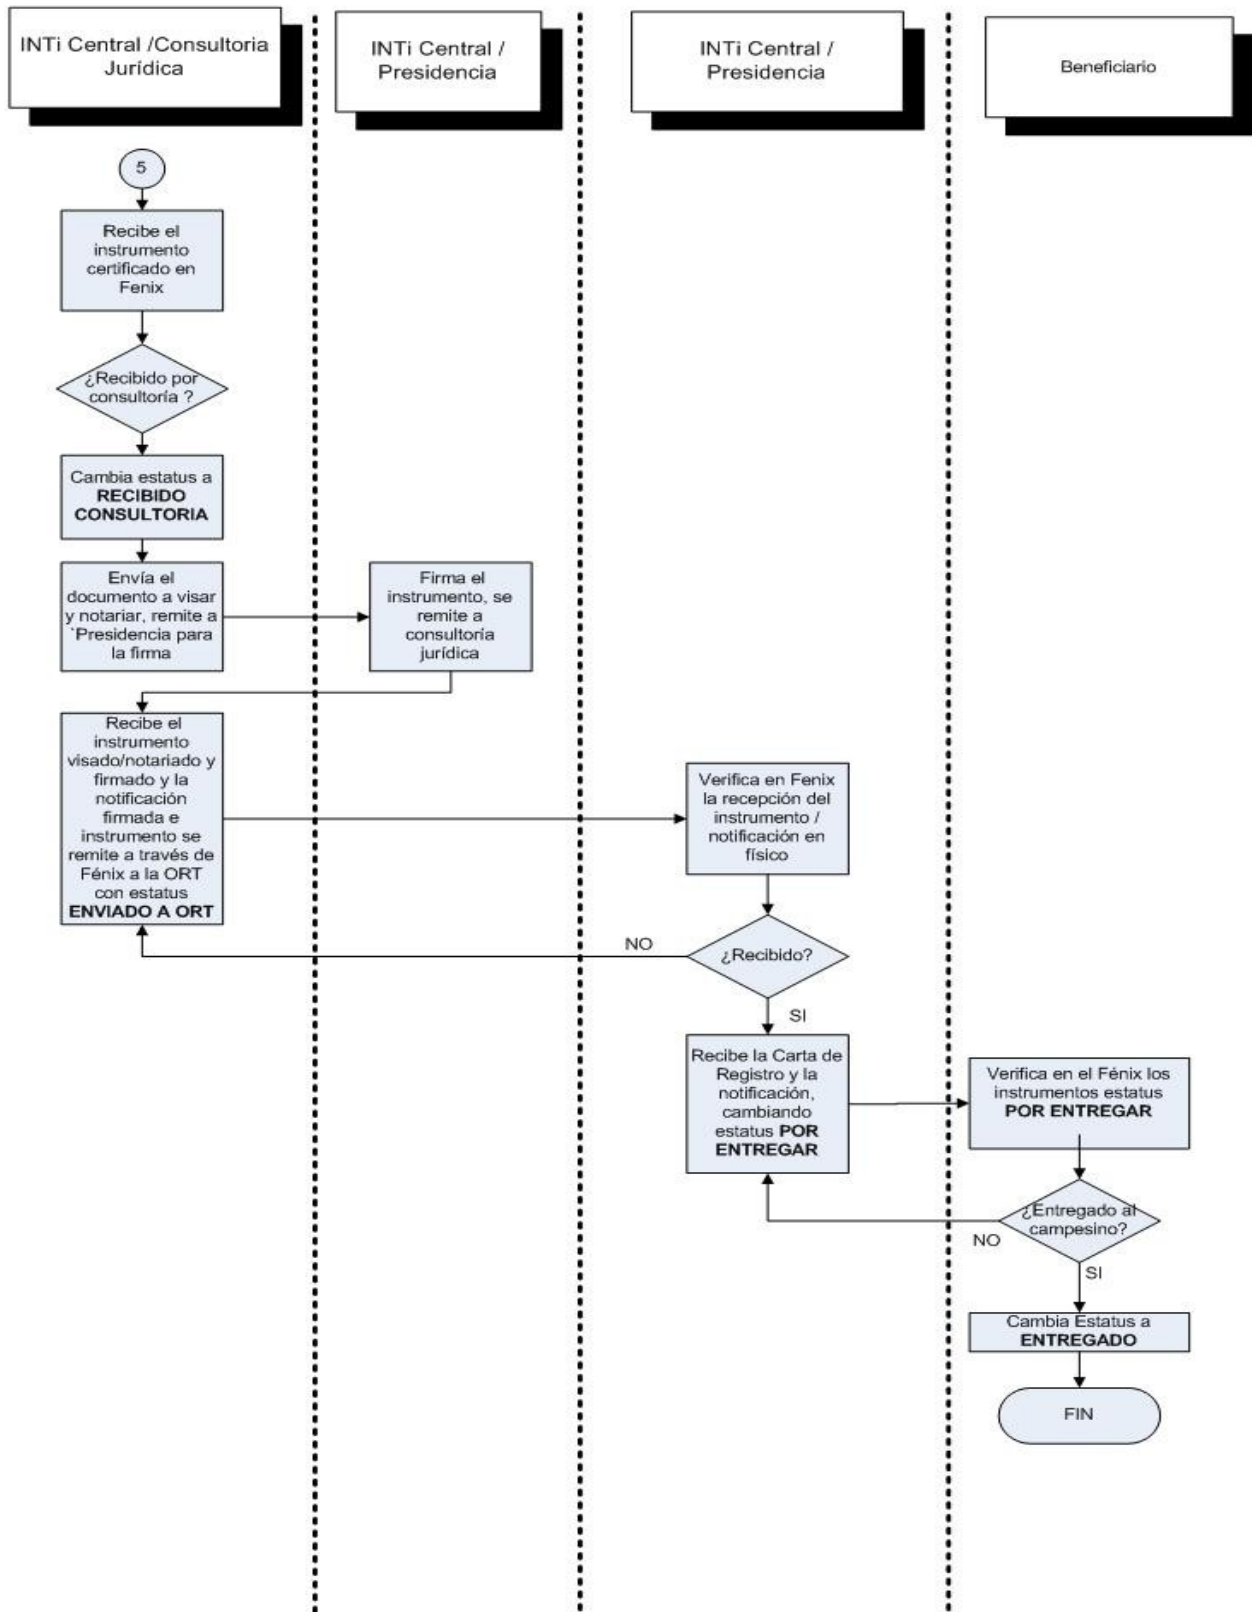 INTi Central /Consultoria
Jurídica
INTi Central /
Presidencia
INTi Central /
Presidencia
Beneficiario
5
Recibe el
instrumento
certificado en
Fenix
¿Recibido por
consultoría ?
Cambia estatus a
RECIBIDO
CONSULTORIA
Envía el
documento a visar
y notariar, remite a
`Presidencia para
la firma
Firma el
instrumento, se
remite a
consultoría
jurídica
Recibe el
instrumento
visado/notariado y
firmado y la
notificación
firmada e
instrumento se
remite a través de
Fénix a la ORT
con estatus
ENVIADO A ORT
Verifica en Fenix
la recepción del
instrumento /
notificación en
físico
¿Recibido?
NO
SI
Recibe la Carta de
Registro y la
notificación,
cambiando
estatus POR
ENTREGAR
Verifica en el Fénix los
instrumentos estatus
POR ENTREGAR
¿Entregado al
campesino?
NO
SI
Cambia Estatus a
ENTREGADO
FIN